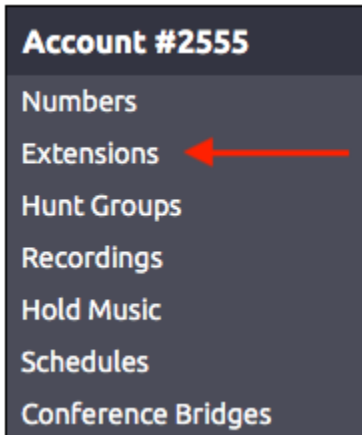 Account #2555
Numbers
Extensions
Hunt Groups
Recordings
Hold Music
Schedules
Conference Bridges